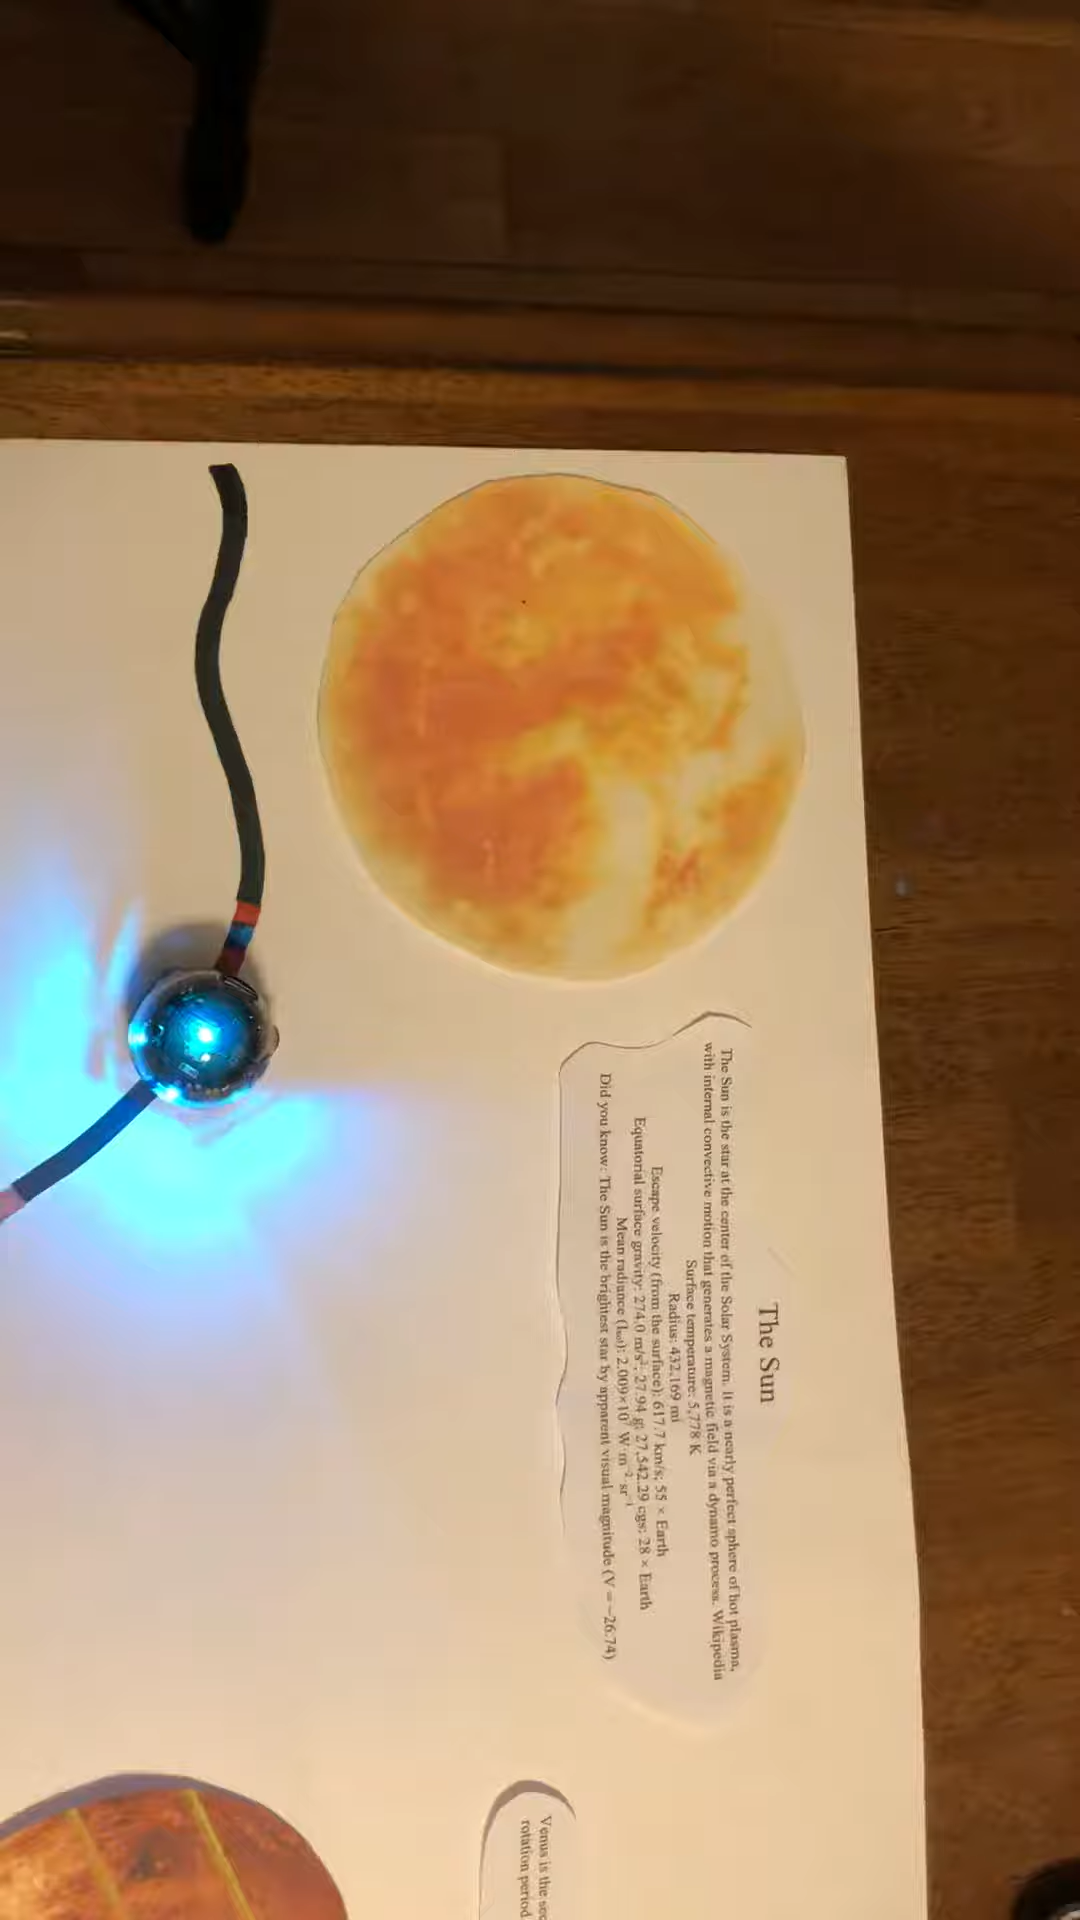 The Sun
The Sun is the star at the center of the Solar System. It is a nearly perfect sphere of hot plasma,
with internal convective motion that generates a magnetic field via a dynamo process. Wikipedia
Surface temperature: 5,778 K
Radius: 432,169 mi
Escape velocity (from the surface): 617.7 km/s; 55 × Earth
Equatorial surface gravity: 274.0 m/s²; 27.94 g; 27,542.29 cgs; 28 × Earth
Mean radiance (Isol): 2.009×10⁷ W·m⁻²·sr⁻¹
Did you know: The Sun is the brightest star by apparent visual magnitude (V = −26.74)
Venus is the sec
rotation period